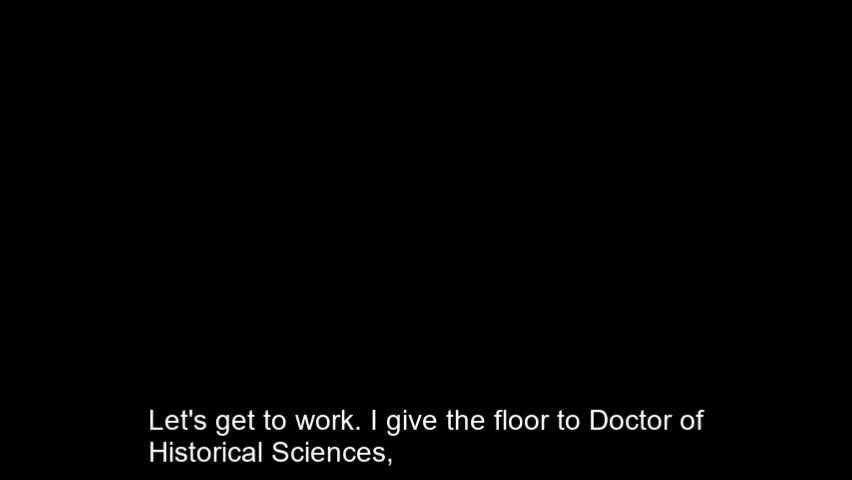 Let's get to work. I give the floor to Doctor of
Historical Sciences,